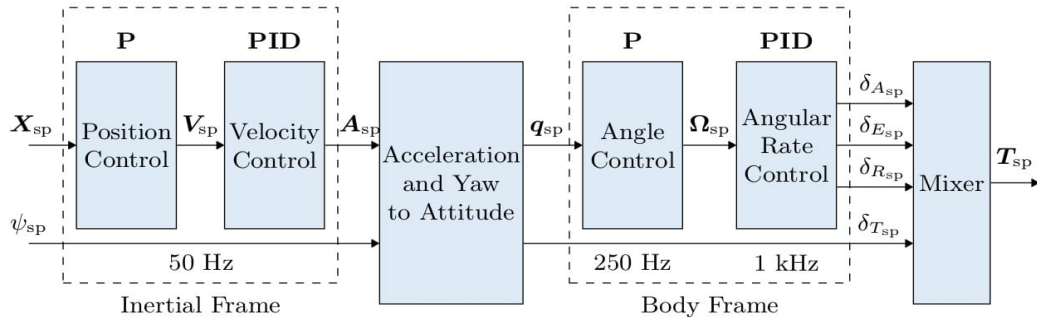 P
PID
P
PID
X_sp
Position
Control
V_sp
Velocity
Control
A_sp
Acceleration
and Yaw
to Attitude
q_sp
Angle
Control
Ω_sp
Angular
Rate
Control
δ_A_sp
δ_E_sp
δ_R_sp
Mixer
T_sp
ψ_sp
δ_T_sp
50 Hz
250 Hz
1 kHz
Inertial Frame
Body Frame